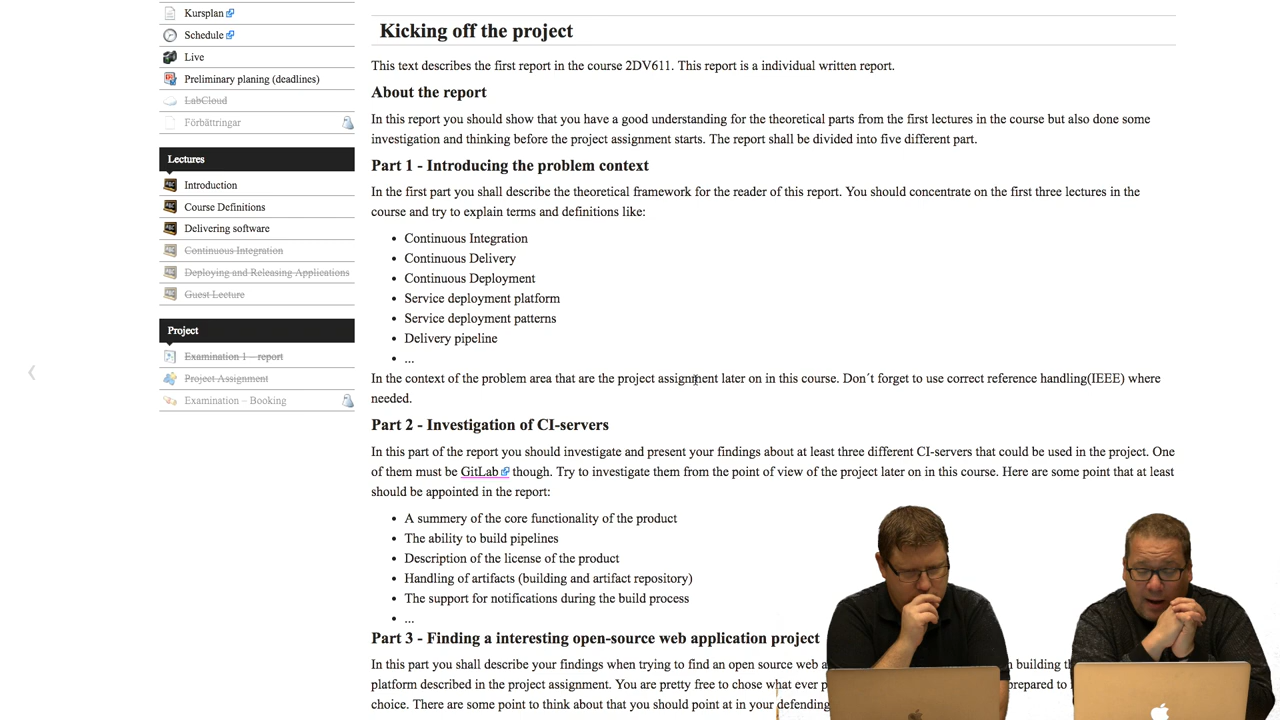 Kursplan
Schedule
Live
Preliminary planing (deadlines)
LabCloud
Förbättringar
Lectures
Introduction
Course Definitions
Delivering software
Continuous Integration
Deploying and Releasing Applications
Guest Lecture
Project
Examination 1 – report
Project Assignment
Examination – Booking
Kicking off the project
This text describes the first report in the course 2DV611. This report is a individual written report.
About the report
In this report you should show that you have a good understanding for the theoretical parts from the first lectures in the course but also done some
investigation and thinking before the project assignment starts. The report shall be divided into five different part.
Part 1 - Introducing the problem context
In the first part you shall describe the theoretical framework for the reader of this report. You should concentrate on the first three lectures in the
course and try to explain terms and definitions like:
• Continuous Integration
• Continuous Delivery
• Continuous Deployment
• Service deployment platform
• Service deployment patterns
• Delivery pipeline
• ...
In the context of the problem area that are the project assignment later on in this course. Don´t forget to use correct reference handling(IEEE) where
needed.
Part 2 - Investigation of CI-servers
In this part of the report you should investigate and present your findings about at least three different CI-servers that could be used in the project. One
of them must be GitLab though. Try to investigate them from the point of view of the project later on in this course. Here are some point that at least
should be appointed in the report:
• A summery of the core functionality of the product
• The ability to build pipelines
• Description of the license of the product
• Handling of artifacts (building and artifact repository)
• The support for notifications during the build process
• ...
Part 3 - Finding a interesting open-source web application project
In this part you shall describe your findings when trying to find an open source web building
platform described in the project assignment. You are pretty free to chose what ever prepared to
choice. There are some point to think about that you should point at in your defending